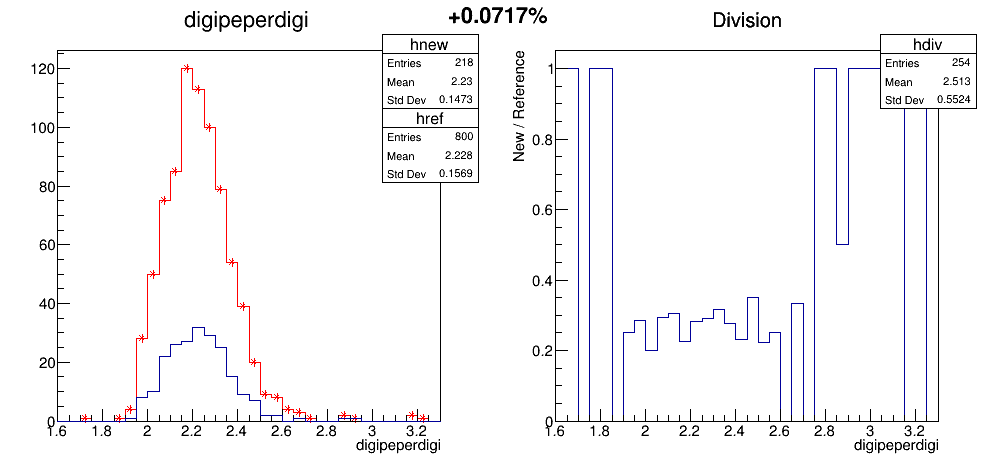 digipeperdigi
+0.0717%
Division
hnew
Entries 218
Mean 2.23
Std Dev 0.1473
href
Entries 800
Mean 2.228
Std Dev 0.1569
120
100
80
60
40
20
0
1.6 1.8 2 2.2 2.4 2.6 2.8 3 3.2
digipeperdigi
hdiv
Entries 254
Mean 2.513
Std Dev 0.5524
New / Reference
1
0.8
0.6
0.4
0.2
0
1.6 1.8 2 2.2 2.4 2.6 2.8 3 3.2
digipeperdigi